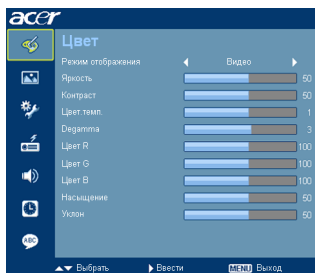 acer
Цвет
Режим отображения Видео
Яркость 50
Контраст 50
Цвет.темп. 1
Degamma 3
Цвет R 100
Цвет G 100
Цвет B 100
Насыщение 50
Уклон 50
ABC
Выбрать Ввести MENU Выход